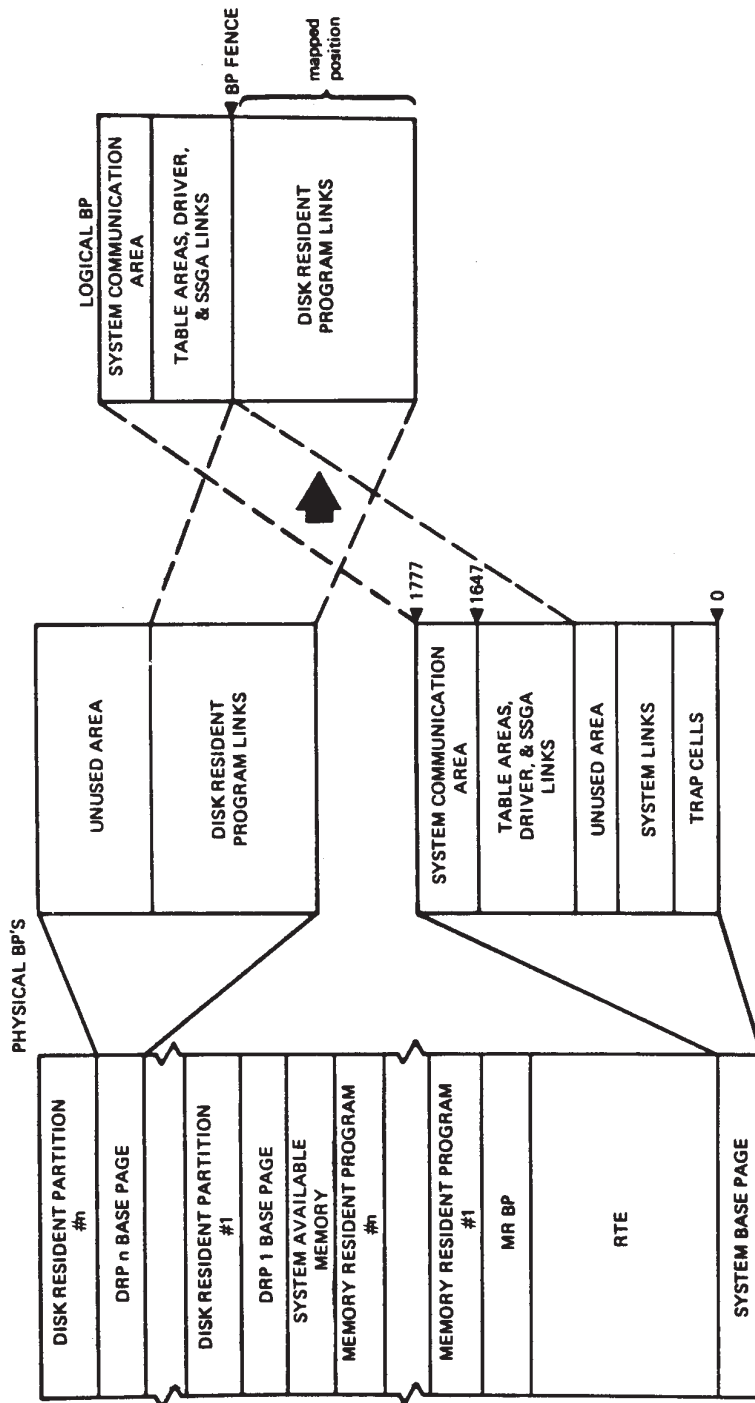 PHYSICAL BP'S
DISK RESIDENT PARTITION
#n
DRP n BASE PAGE
DISK RESIDENT PARTITION
#1
DRP 1 BASE PAGE
SYSTEM AVAILABLE
MEMORY
MEMORY RESIDENT PROGRAM
#n
MEMORY RESIDENT PROGRAM
#1
MR BP
RTE
SYSTEM BASE PAGE
UNUSED AREA
DISK RESIDENT
PROGRAM LINKS
1777
SYSTEM COMMUNICATION
AREA
1647
TABLE AREAS,
DRIVER, & SSGA
LINKS
UNUSED AREA
SYSTEM LINKS
TRAP CELLS
0
LOGICAL BP
SYSTEM COMMUNICATION
AREA
TABLE AREAS, DRIVER,
& SSGA LINKS
BP FENCE
DISK RESIDENT
PROGRAM LINKS
mapped
position